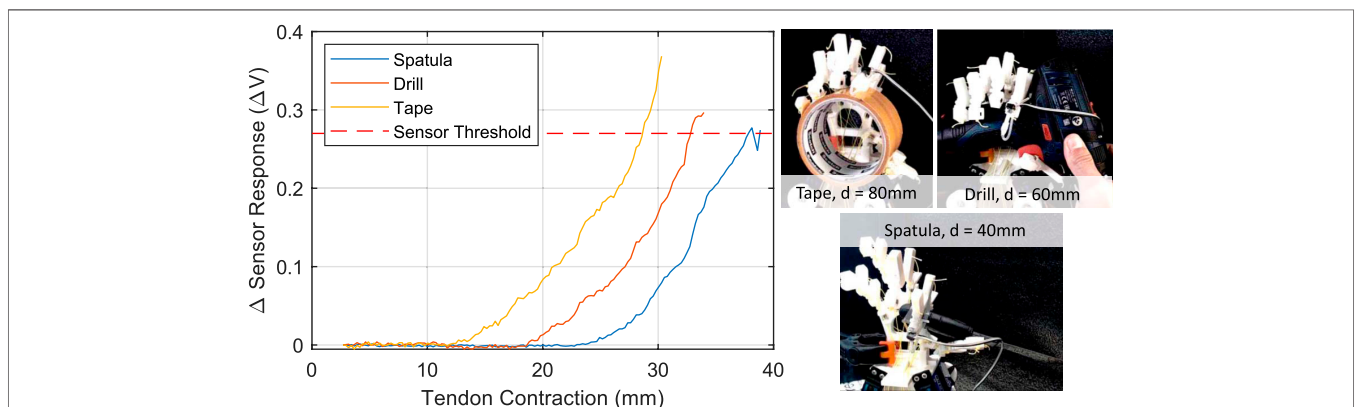 0.4
0.3
0.2
0.1
0
Δ Sensor Response (ΔV)
Spatula
Drill
Tape
Sensor Threshold
0 10 20 30 40
Tendon Contraction (mm)
Tape, d = 80mm
Drill, d = 60mm
Spatula, d = 40mm